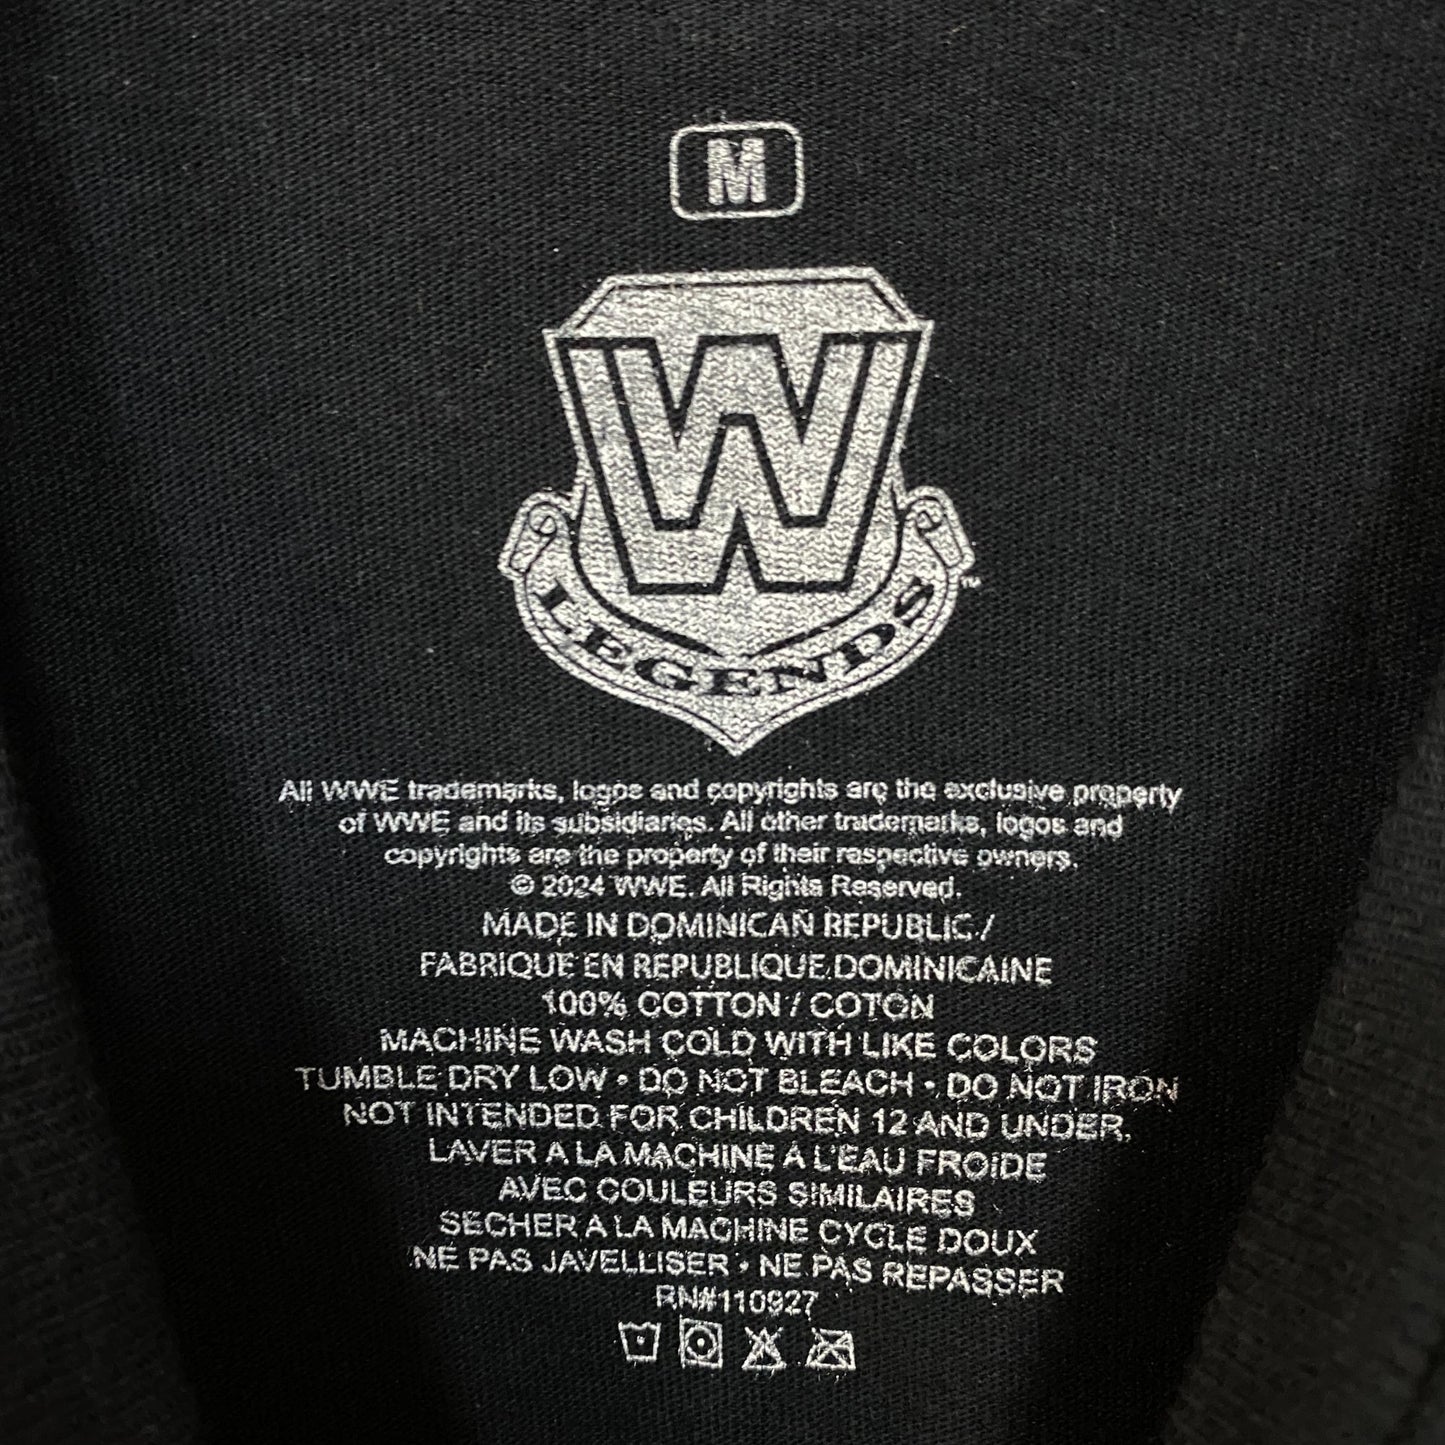 M
W
LEGENDS
™
All WWE trademarks, logos and copyrights are the exclusive property
of WWE and its subsidiaries. All other trademarks, logos and
copyrights are the property of their respective owners.
© 2024 WWE. All Rights Reserved.
MADE IN DOMINICAN REPUBLIC /
FABRIQUE EN REPUBLIQUE DOMINICAINE
100% COTTON / COTON
MACHINE WASH COLD WITH LIKE COLORS
TUMBLE DRY LOW • DO NOT BLEACH • DO NOT IRON
NOT INTENDED FOR CHILDREN 12 AND UNDER.
LAVER A LA MACHINE A L'EAU FROIDE
AVEC COULEURS SIMILAIRES
SECHER A LA MACHINE CYCLE DOUX
NE PAS JAVELLISER • NE PAS REPASSER
RN#110927